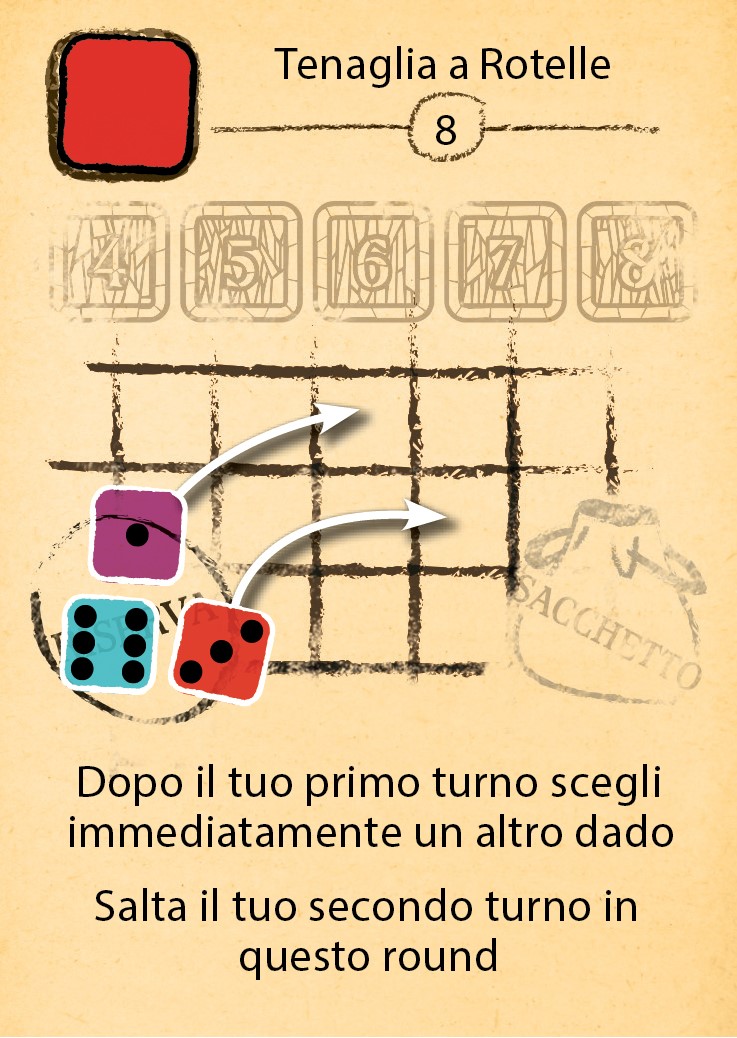 Tenaglia a Rotelle
8
4 5 6 7 8
RISERVA
SACCHETTO
Dopo il tuo primo turno scegli
immediatamente un altro dado
Salta il tuo secondo turno in
questo round